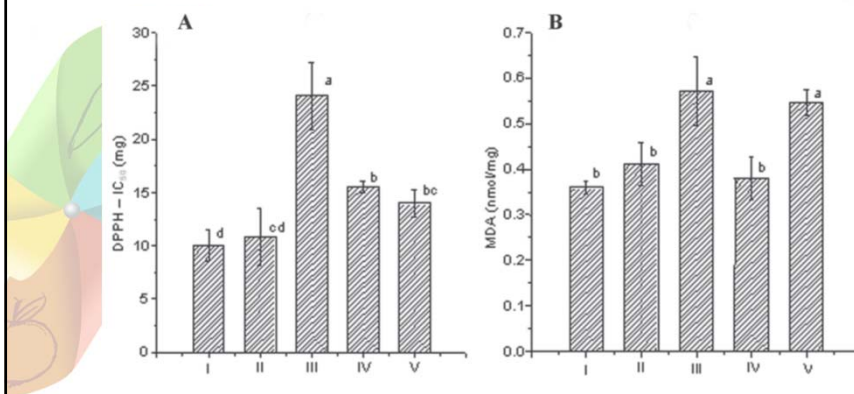 A
DPPH – IC50 (mg)
30
25
20
15
10
5
0
d
cd
a
b
bc
I II III IV V
B
MDA (nmol/mg)
0.7
0.6
0.5
0.4
0.3
0.2
0.1
0.0
b
b
a
b
a
I II III IV V